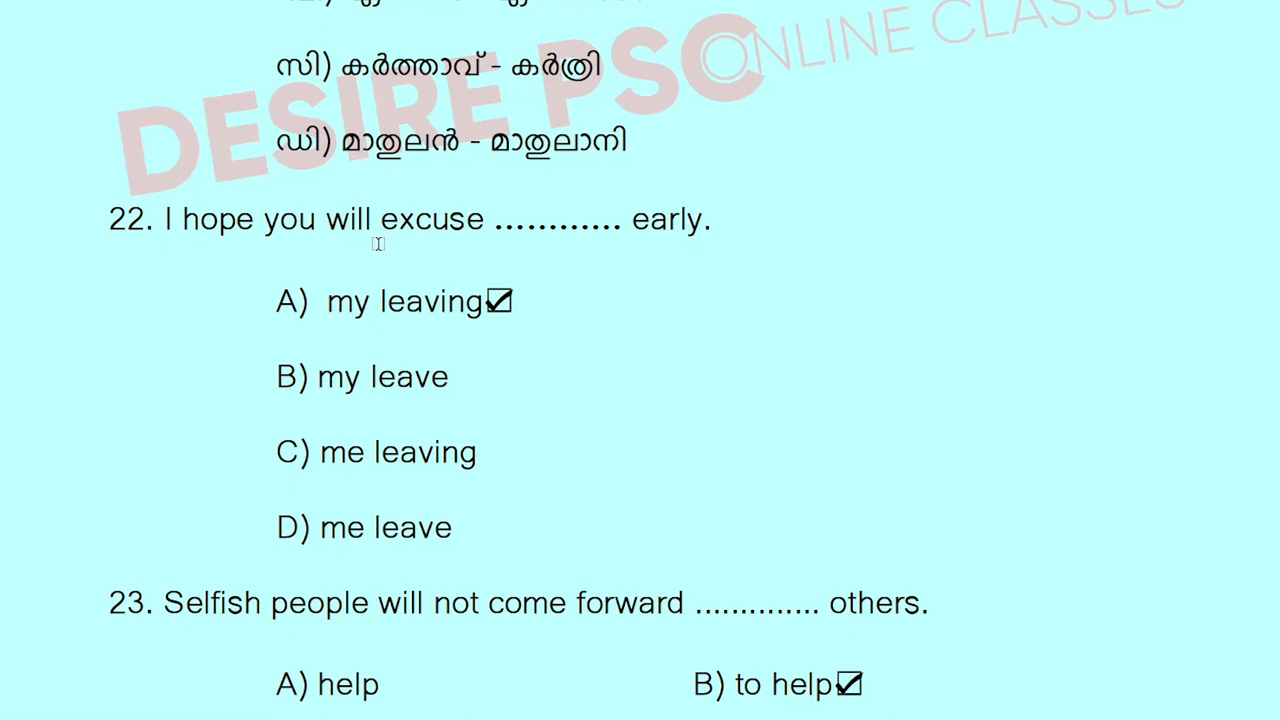 DESIRE PSC ONLINE CLASSES
സി) കർത്താവ് - കർത്രി
ഡി) മാതുലൻ - മാതുലാനി
22. I hope you will excuse ............ early.
A) my leaving☑
B) my leave
C) me leaving
D) me leave
23. Selfish people will not come forward .............. others.
A) help B) to help☑